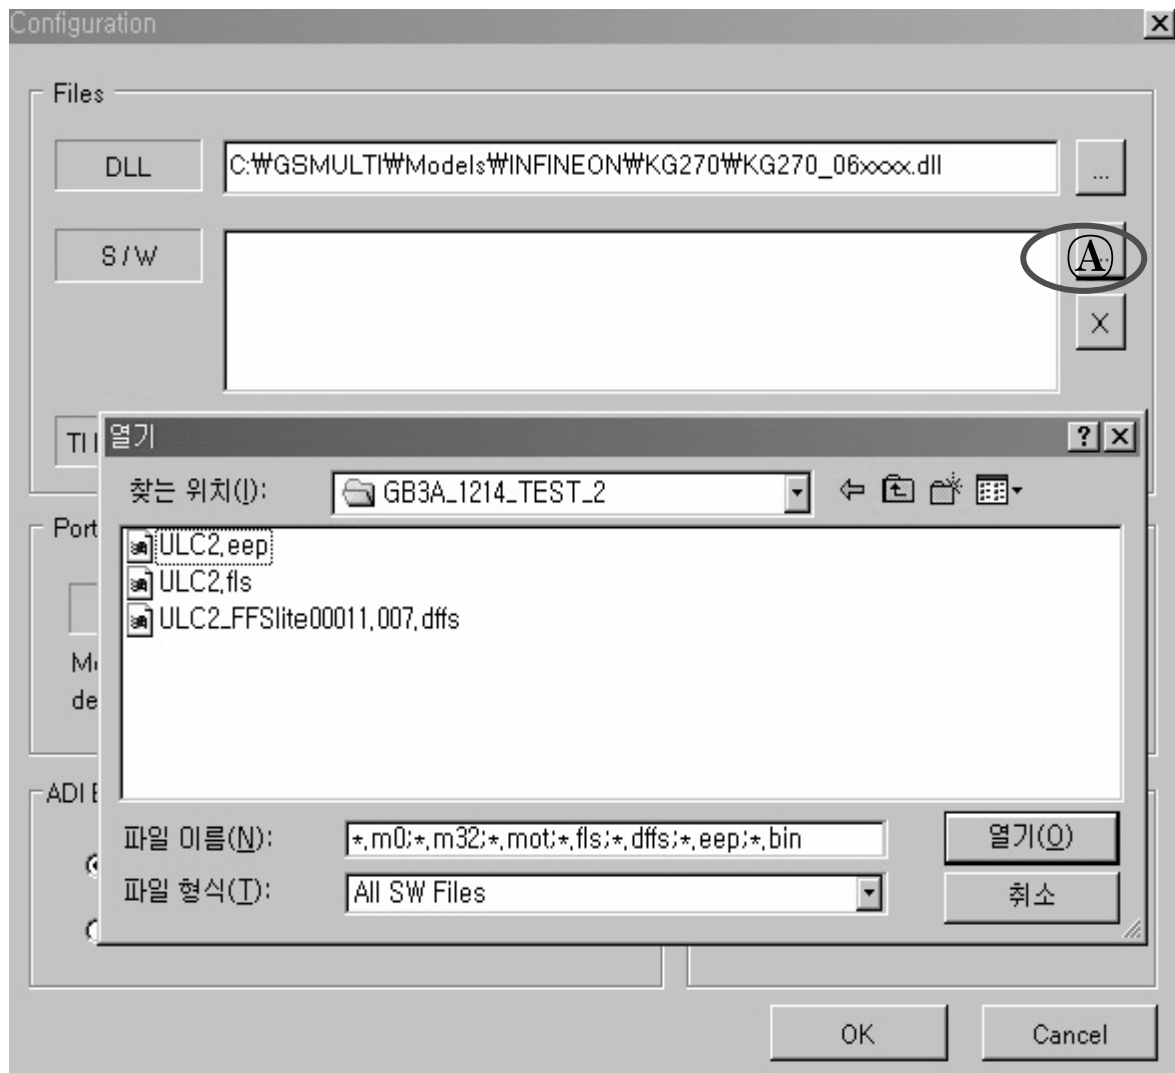 Configuration
Files
DLL
C:₩GSMULTI₩Models₩INFINEON₩KG270₩KG270_06xxxx.dll
...
S/W
Ⓐ
X
TI
열기
찾는 위치(I):
GB3A_1214_TEST_2
Port
ULC2.eep
ULC2.fls
ULC2_FFSlite00011.007.dffs
de
ADI
파일 이름(N):
*.m0;*.m32;*.mot;*.fls;*.dffs;*.eep;*.bin
열기(O)
파일 형식(T):
All SW Files
취소
OK
Cancel